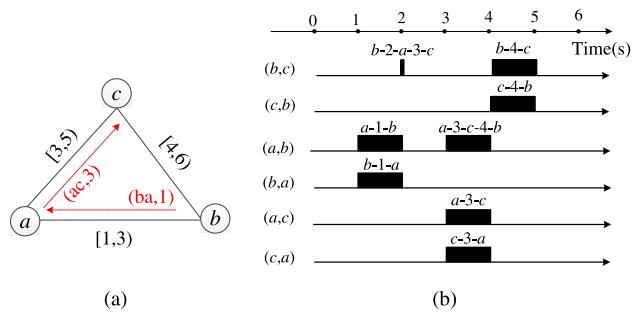 0 1 2 3 4 5 6
Time(s)
b-2-a-3-c
b-4-c
(b,c)
c-4-b
(c,b)
a-1-b
a-3-c-4-b
(a,b)
b-1-a
(b,a)
a-3-c
(a,c)
c-3-a
(c,a)
c
[3,5)
[4,6)
(ac,3)
(ba,1)
a
b
[1,3)
(a)
(b)